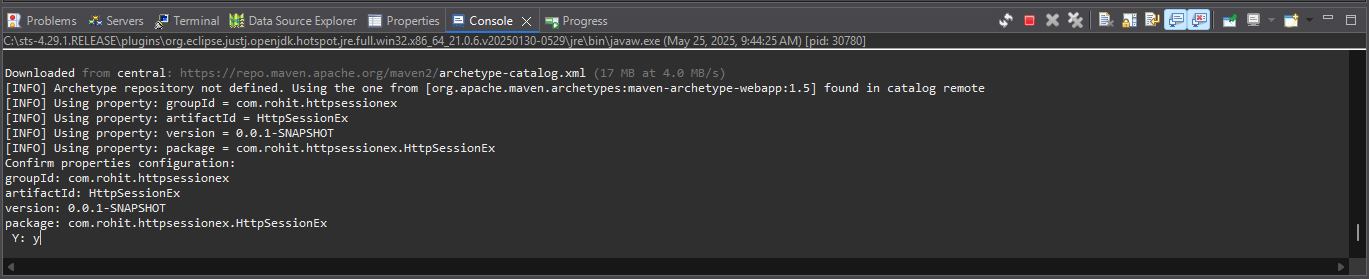 Problems Servers Terminal Data Source Explorer Properties Console Progress
C:\sts-4.29.1.RELEASE\plugins\org.eclipse.justj.openjdk.hotspot.jre.full.win32.x86_64_21.0.6.v20250130-0529\jre\bin\javaw.exe (May 25, 2025, 9:44:25 AM) [pid: 30780]
Downloaded from central: https://repo.maven.apache.org/maven2/archetype-catalog.xml (17 MB at 4.0 MB/s)
[INFO] Archetype repository not defined. Using the one from [org.apache.maven.archetypes:maven-archetype-webapp:1.5] found in catalog remote
[INFO] Using property: groupId = com.rohit.httpsessionex
[INFO] Using property: artifactId = HttpSessionEx
[INFO] Using property: version = 0.0.1-SNAPSHOT
[INFO] Using property: package = com.rohit.httpsessionex.HttpSessionEx
Confirm properties configuration:
groupId: com.rohit.httpsessionex
artifactId: HttpSessionEx
version: 0.0.1-SNAPSHOT
package: com.rohit.httpsessionex.HttpSessionEx
Y: y